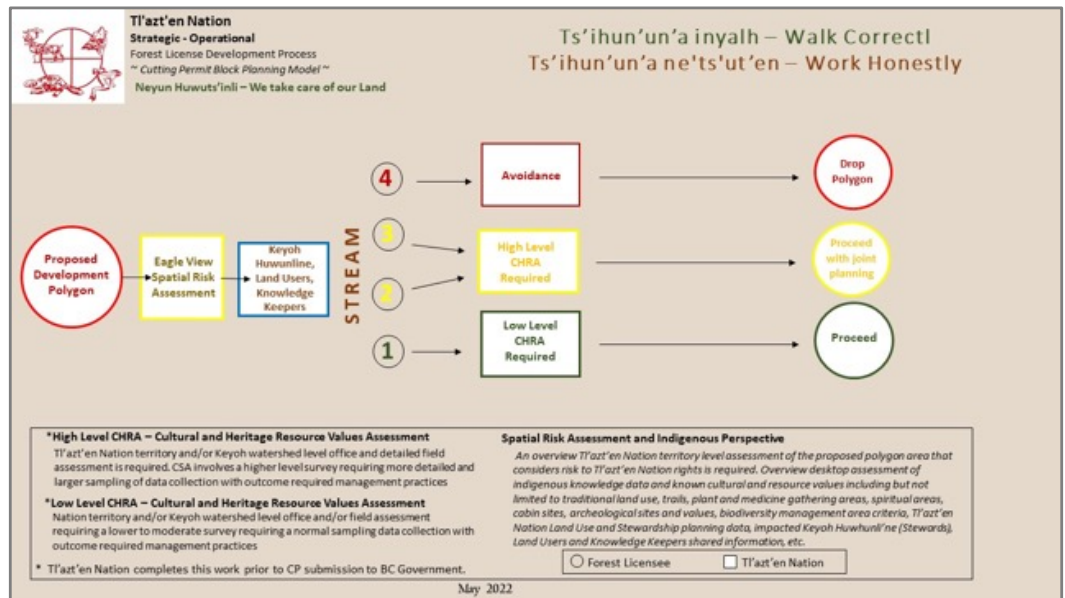 Tl'azt'en Nation
Strategic - Operational
Forest License Development Process
~ Cutting Permit Block Planning Model ~
Neyun Huwuts'inli – We take care of our Land
Ts'ihun'un'a inyalh – Walk Correctl
Ts'ihun'un'a ne'ts'ut'en – Work Honestly
Proposed
Development
Polygon
Eagle View
Spatial Risk
Assessment
Keyoh
Huwunline,
Land Users,
Knowledge
Keepers
STREAM
4
Avoidance
Drop
Polygon
3
2
High Level
CHRA
Required
Proceed
with joint
planning
1
Low Level
CHRA
Required
Proceed
*High Level CHRA – Cultural and Heritage Resource Values Assessment
Tl'azt'en Nation territory and/or Keyoh watershed level office and detailed field
assessment is required. CSA involves a higher level survey requiring more detailed and
larger sampling of data collection with outcome required management practices
*Low Level CHRA – Cultural and Heritage Resource Values Assessment
Nation territory and/or Keyoh watershed level office and/or field assessment
requiring a lower to moderate survey requiring a normal sampling data collection with
outcome required management practices
* Tl'azt'en Nation completes this work prior to CP submission to BC Government.
Spatial Risk Assessment and Indigenous Perspective
An overview Tl'azt'en Nation territory level assessment of the proposed polygon area that
considers risk to Tl'azt'en Nation rights is required. Overview desktop assessment of
indigenous knowledge data and known cultural and resource values including but not
limited to traditional land use, trails, plant and medicine gathering areas, spiritual areas,
cabin sites, archeological sites and values, biodiversity management area criteria, Tl'azt'en
Nation Land Use and Stewardship planning data, impacted Keyoh Huwhunli'ne (Stewards),
Land Users and Knowledge Keepers shared information, etc.
Forest Licensee
Tl'azt'en Nation
May 2022